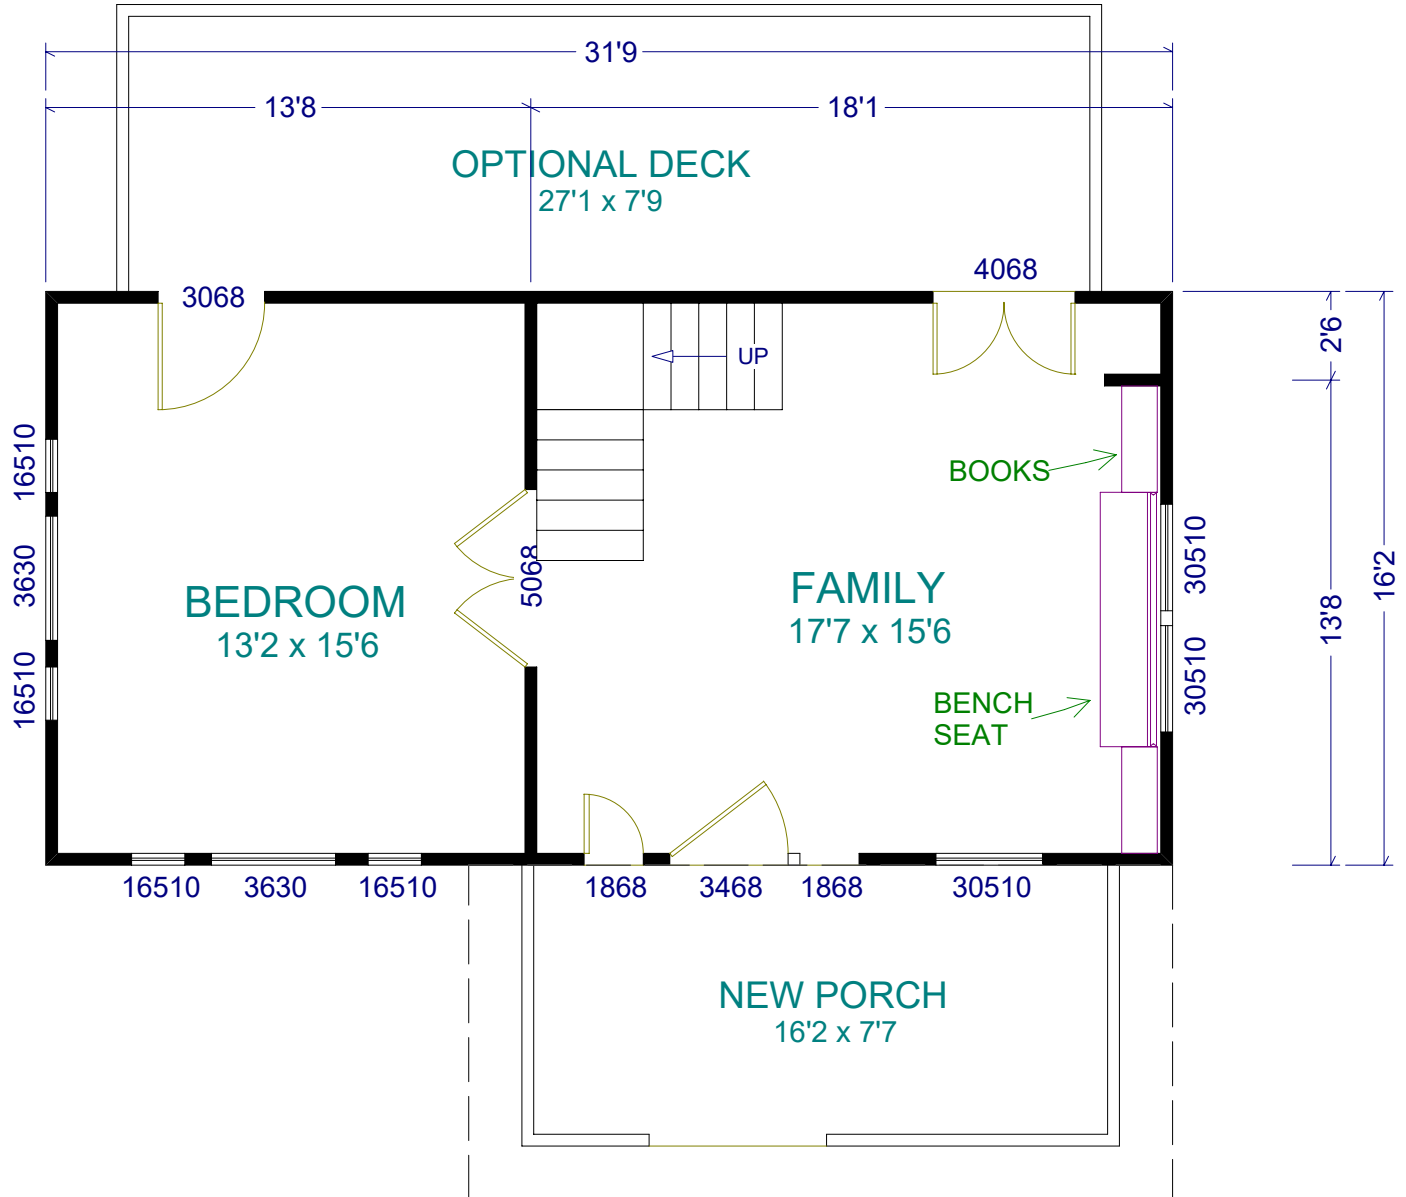 31'9
13'8
18'1
OPTIONAL DECK
27'1 x 7'9
3068
4068
2'6
UP
16510
BOOKS
3630
5068
30510
16'2
BEDROOM
13'2 x 15'6
FAMILY
17'7 x 15'6
13'8
16510
30510
BENCH
SEAT
16510
3630
16510
1868
3468
1868
30510
NEW PORCH
16'2 x 7'7